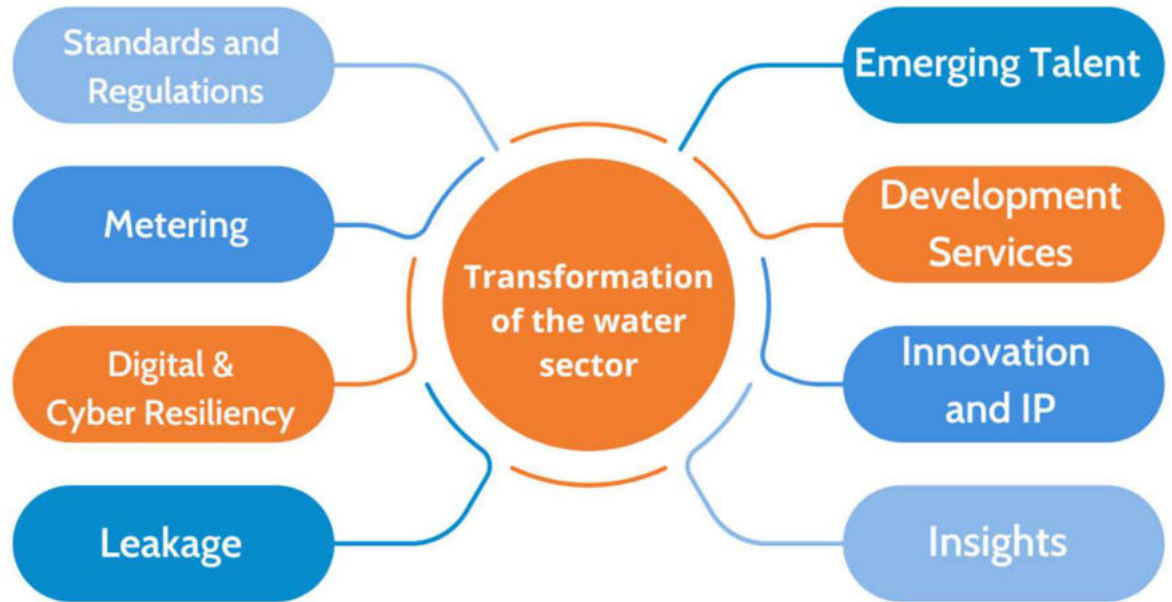 Standards and
Regulations
Metering
Digital &
Cyber Resiliency
Leakage
Transformation
of the water
sector
Emerging Talent
Development
Services
Innovation
and IP
Insights